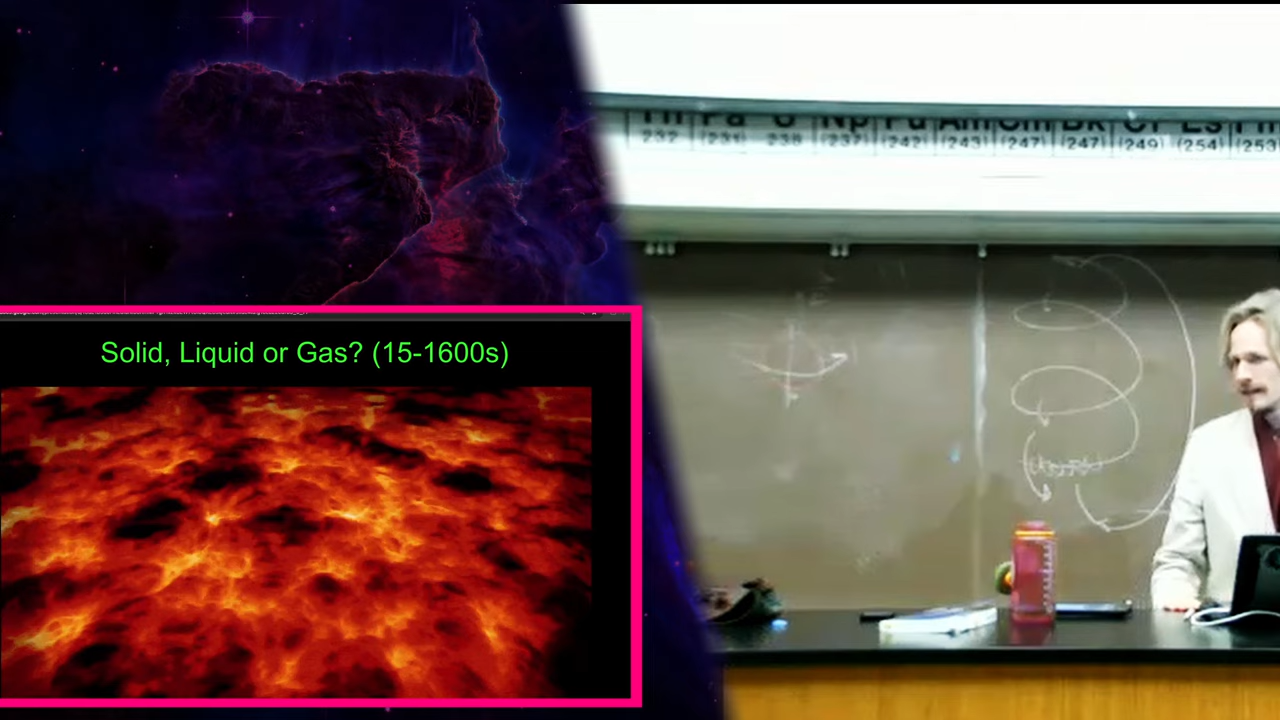 Solid, Liquid or Gas? (15-1600s)
Th Pa U Np Pu Am Cm Bk Cf Es Fm
232 (231) 238 (237) (242) (243) (247) (247) (249) (254) (253